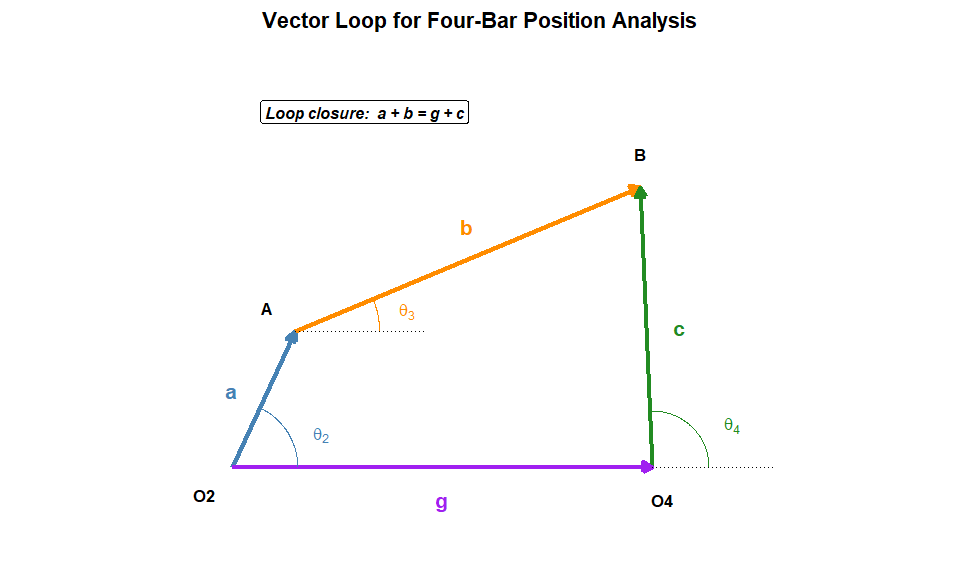 Vector Loop for Four-Bar Position Analysis
Loop closure:  a + b = g + c
B
b
A
θ3
c
a
θ4
θ2
O2
O4
g